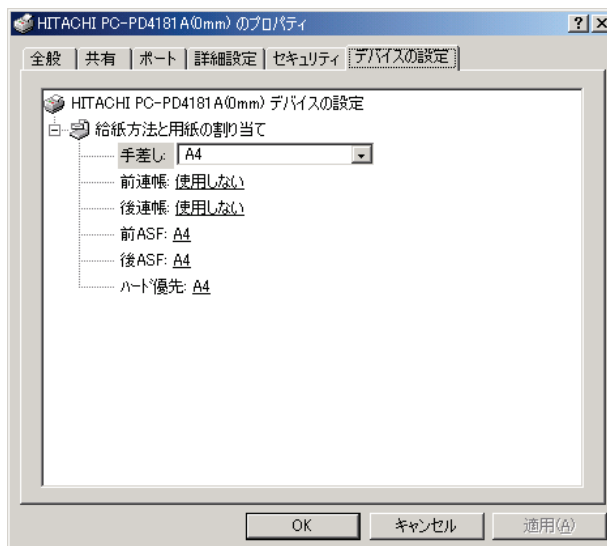 HITACHI PC-PD4181A(0mm) のプロパティ ? ×
全般 共有 ポート 詳細設定 セキュリティ デバイスの設定
HITACHI PC-PD4181A(0mm) デバイスの設定
給紙方法と用紙の割り当て
手差し: A4
前連帳: 使用しない
後連帳: 使用しない
前ASF: A4
後ASF: A4
ハード優先: A4
OK キャンセル 適用(A)